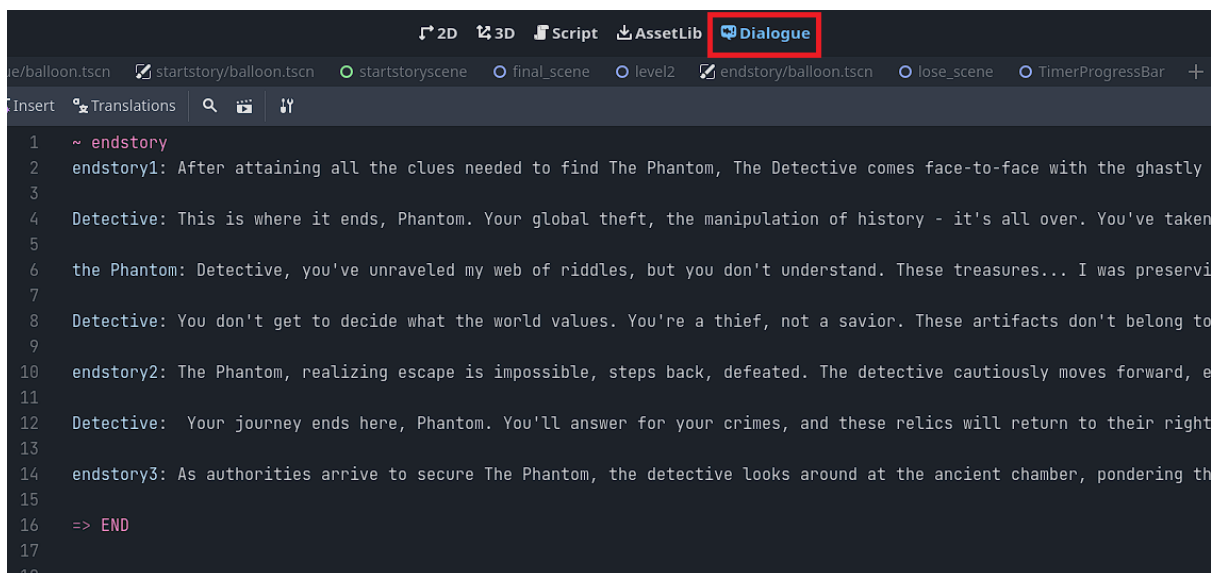 2D 3D Script AssetLib Dialogue
ue/balloon.tscn startstory/balloon.tscn startstoryscene final_scene level2 endstory/balloon.tscn lose_scene TimerProgressBar
Insert Translations
1 ~ endstory
2 endstory1: After attaining all the clues needed to find The Phantom, The Detective comes face-to-face with the ghastly
3
4 Detective: This is where it ends, Phantom. Your global theft, the manipulation of history - it's all over. You've taken
5
6 the Phantom: Detective, you've unraveled my web of riddles, but you don't understand. These treasures... I was preservi
7
8 Detective: You don't get to decide what the world values. You're a thief, not a savior. These artifacts don't belong to
9
10 endstory2: The Phantom, realizing escape is impossible, steps back, defeated. The detective cautiously moves forward, e
11
12 Detective:  Your journey ends here, Phantom. You'll answer for your crimes, and these relics will return to their right
13
14 endstory3: As authorities arrive to secure The Phantom, the detective looks around at the ancient chamber, pondering th
15
16 => END
17